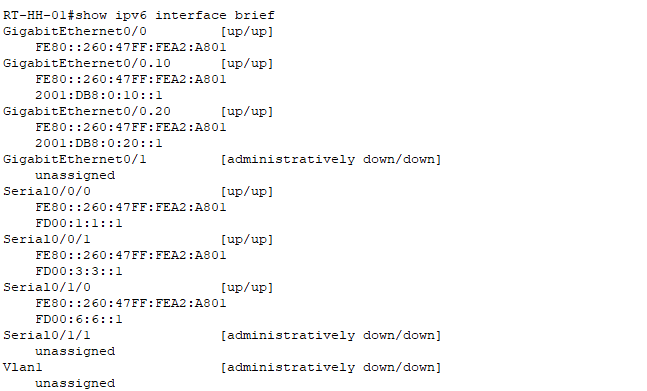 RT-HH-01#show ipv6 interface brief
GigabitEthernet0/0 [up/up]
FE80::260:47FF:FEA2:A801
GigabitEthernet0/0.10 [up/up]
FE80::260:47FF:FEA2:A801
2001:DB8:0:10::1
GigabitEthernet0/0.20 [up/up]
FE80::260:47FF:FEA2:A801
2001:DB8:0:20::1
GigabitEthernet0/1 [administratively down/down]
unassigned
Serial0/0/0 [up/up]
FE80::260:47FF:FEA2:A801
FD00:1:1::1
Serial0/0/1 [up/up]
FE80::260:47FF:FEA2:A801
FD00:3:3::1
Serial0/1/0 [up/up]
FE80::260:47FF:FEA2:A801
FD00:6:6::1
Serial0/1/1 [administratively down/down]
unassigned
Vlan1 [administratively down/down]
unassigned